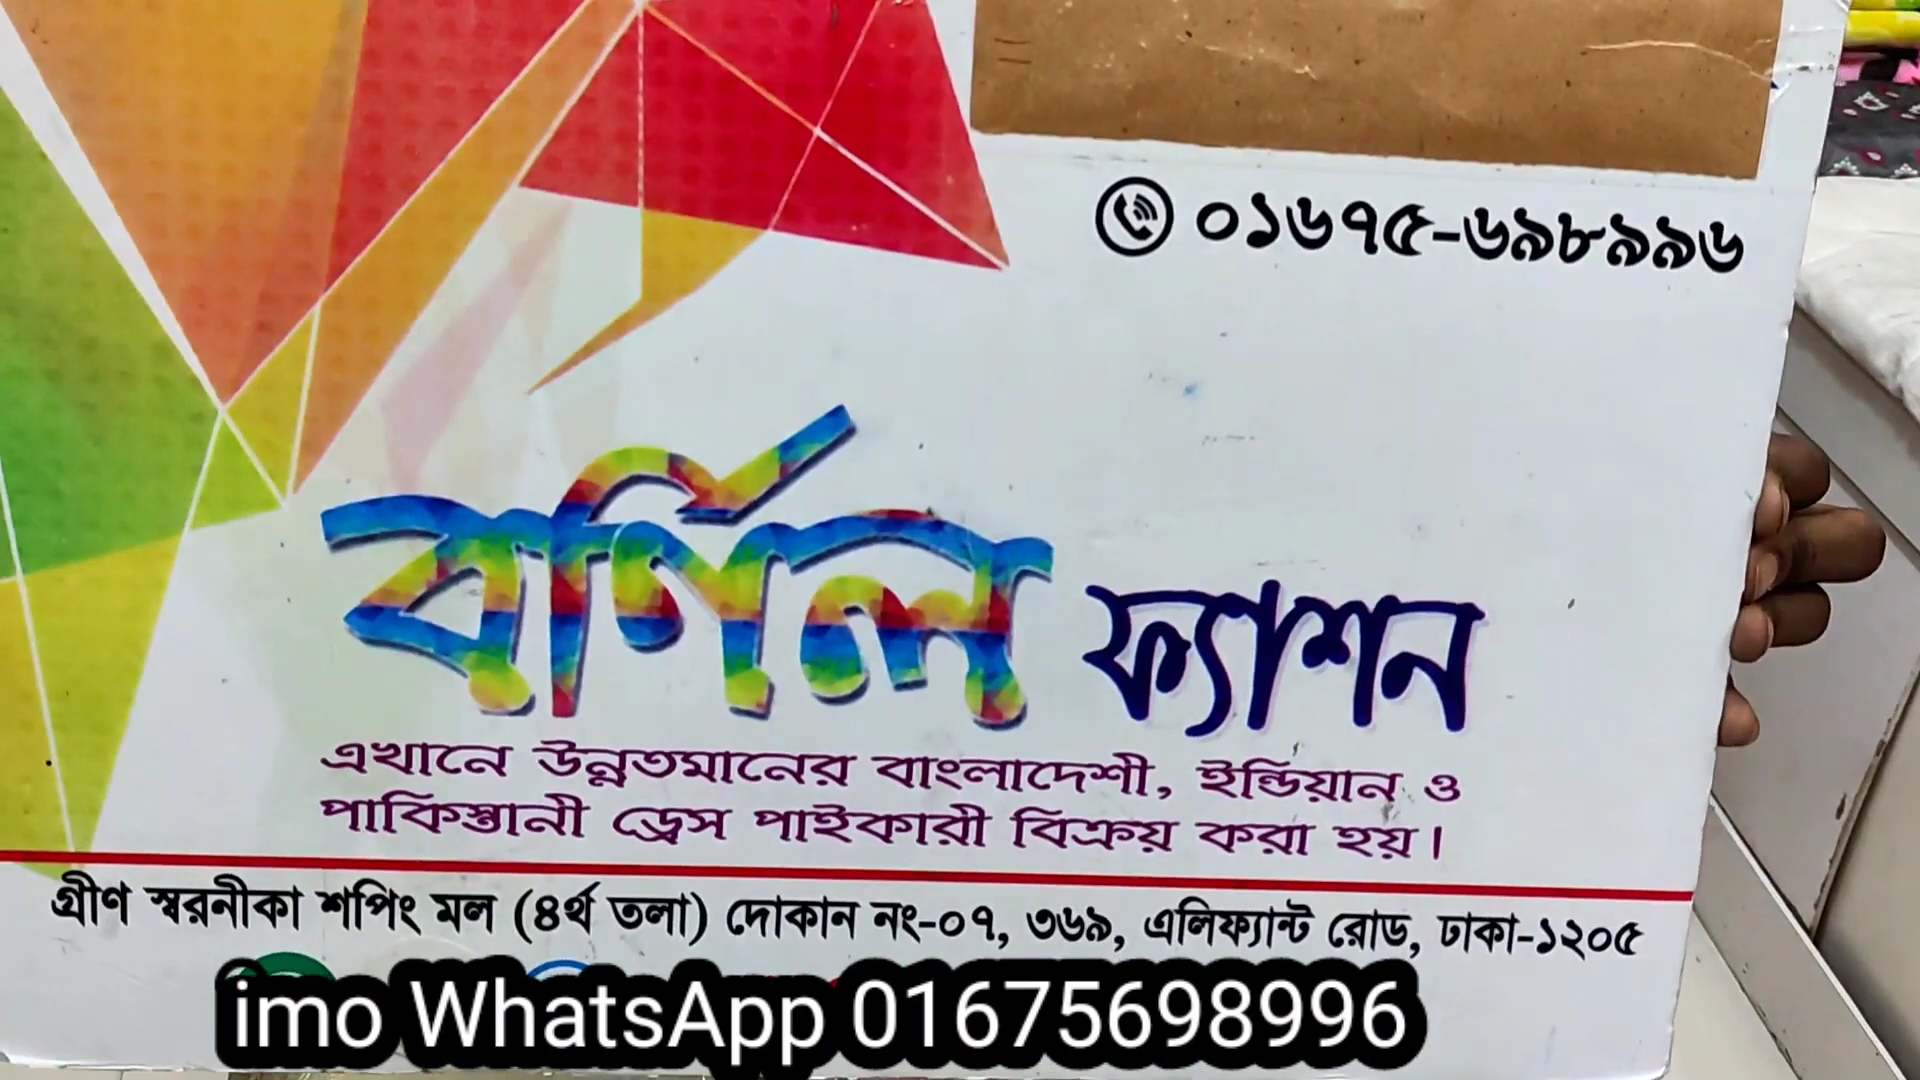 ০১৬৭৫-৬৯৮৯৯৬
বর্ণিল ফ্যাশন
এখানে উন্নতমানের বাংলাদেশী, ইন্ডিয়ান ও
পাকিস্তানী ড্রেস পাইকারী বিক্রয় করা হয়।
গ্রীণ স্বরনীকা শপিং মল (৪র্থ তলা) দোকান নং-০৭, ৩৬৯, এলিফ্যান্ট রোড, ঢাকা-১২০৫
imo WhatsApp 01675698996